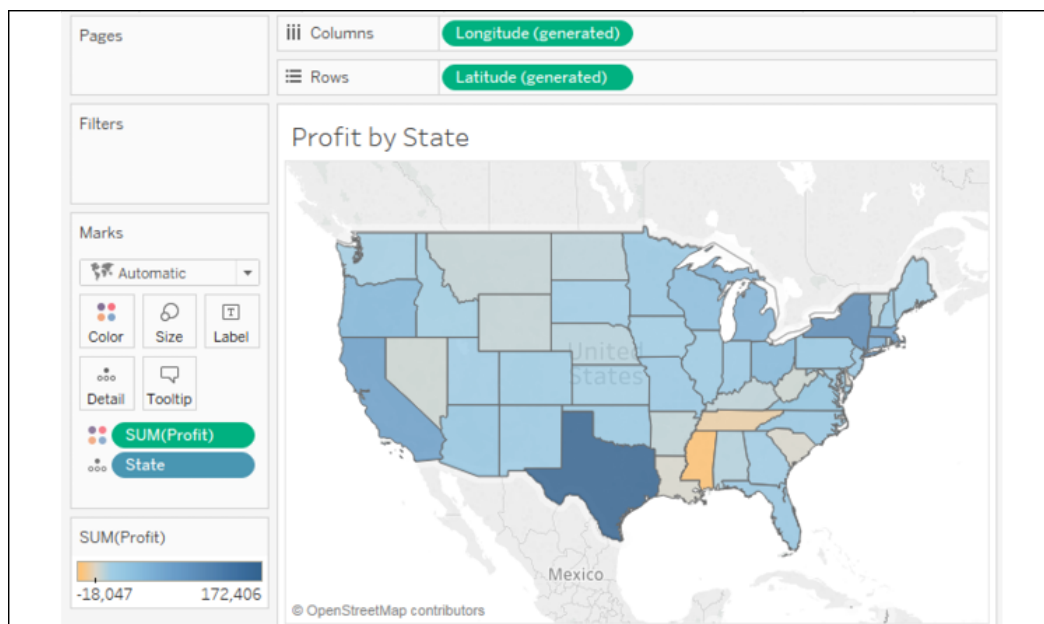 Pages
iii Columns
Longitude (generated)
Rows
Latitude (generated)
Filters
Profit by State
Marks
Automatic
Color
Size
T
Label
Detail
Tooltip
SUM(Profit)
State
SUM(Profit)
-18,047
172,406
United
States
Mexico
© OpenStreetMap contributors